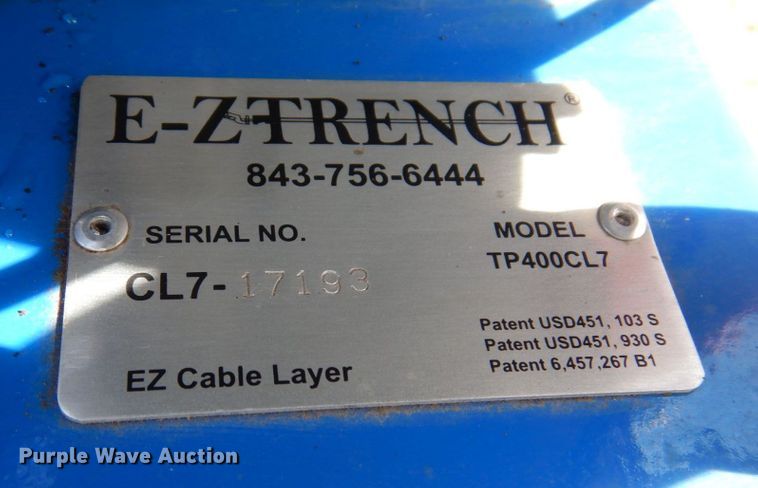 E-ZTRENCH®
843-756-6444
SERIAL NO.
CL7-17193
MODEL
TP400CL7
Patent USD451, 103 S
Patent USD451, 930 S
Patent 6,457,267 B1
EZ Cable Layer
Purple Wave Auction